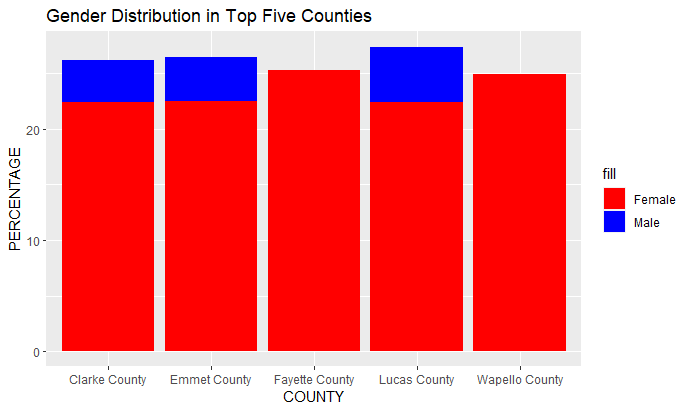 Gender Distribution in Top Five Counties
PERCENTAGE
20
10
0
Clarke County
Emmet County
Fayette County
Lucas County
Wapello County
COUNTY
fill
Female
Male